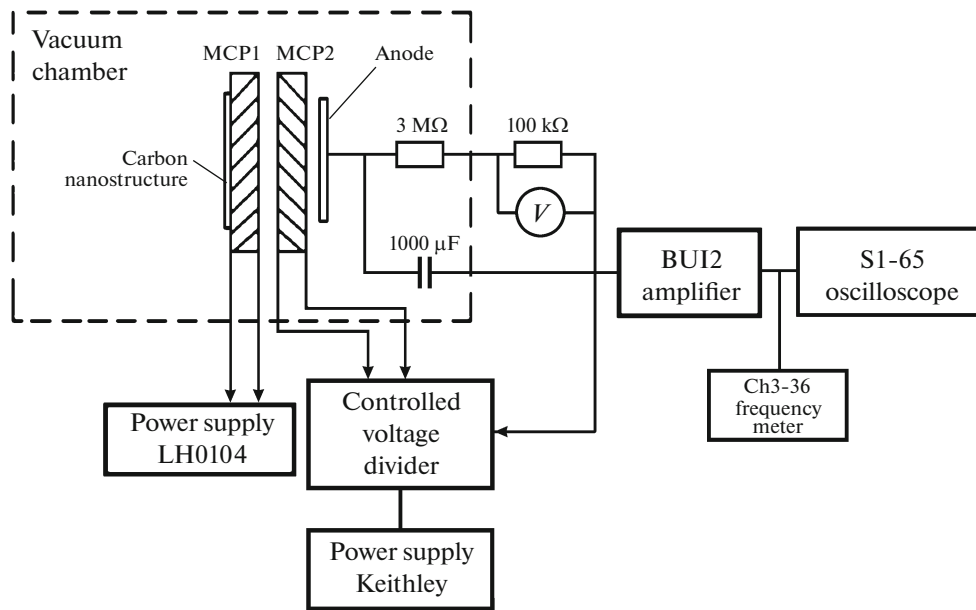 Vacuum
chamber
MCP1
MCP2
Anode
Carbon
nanostructure
3 MΩ
100 kΩ
V
1000 μF
BUI2
amplifier
S1-65
oscilloscope
Ch3-36
frequency
meter
Power supply
LH0104
Controlled
voltage
divider
Power supply
Keithley